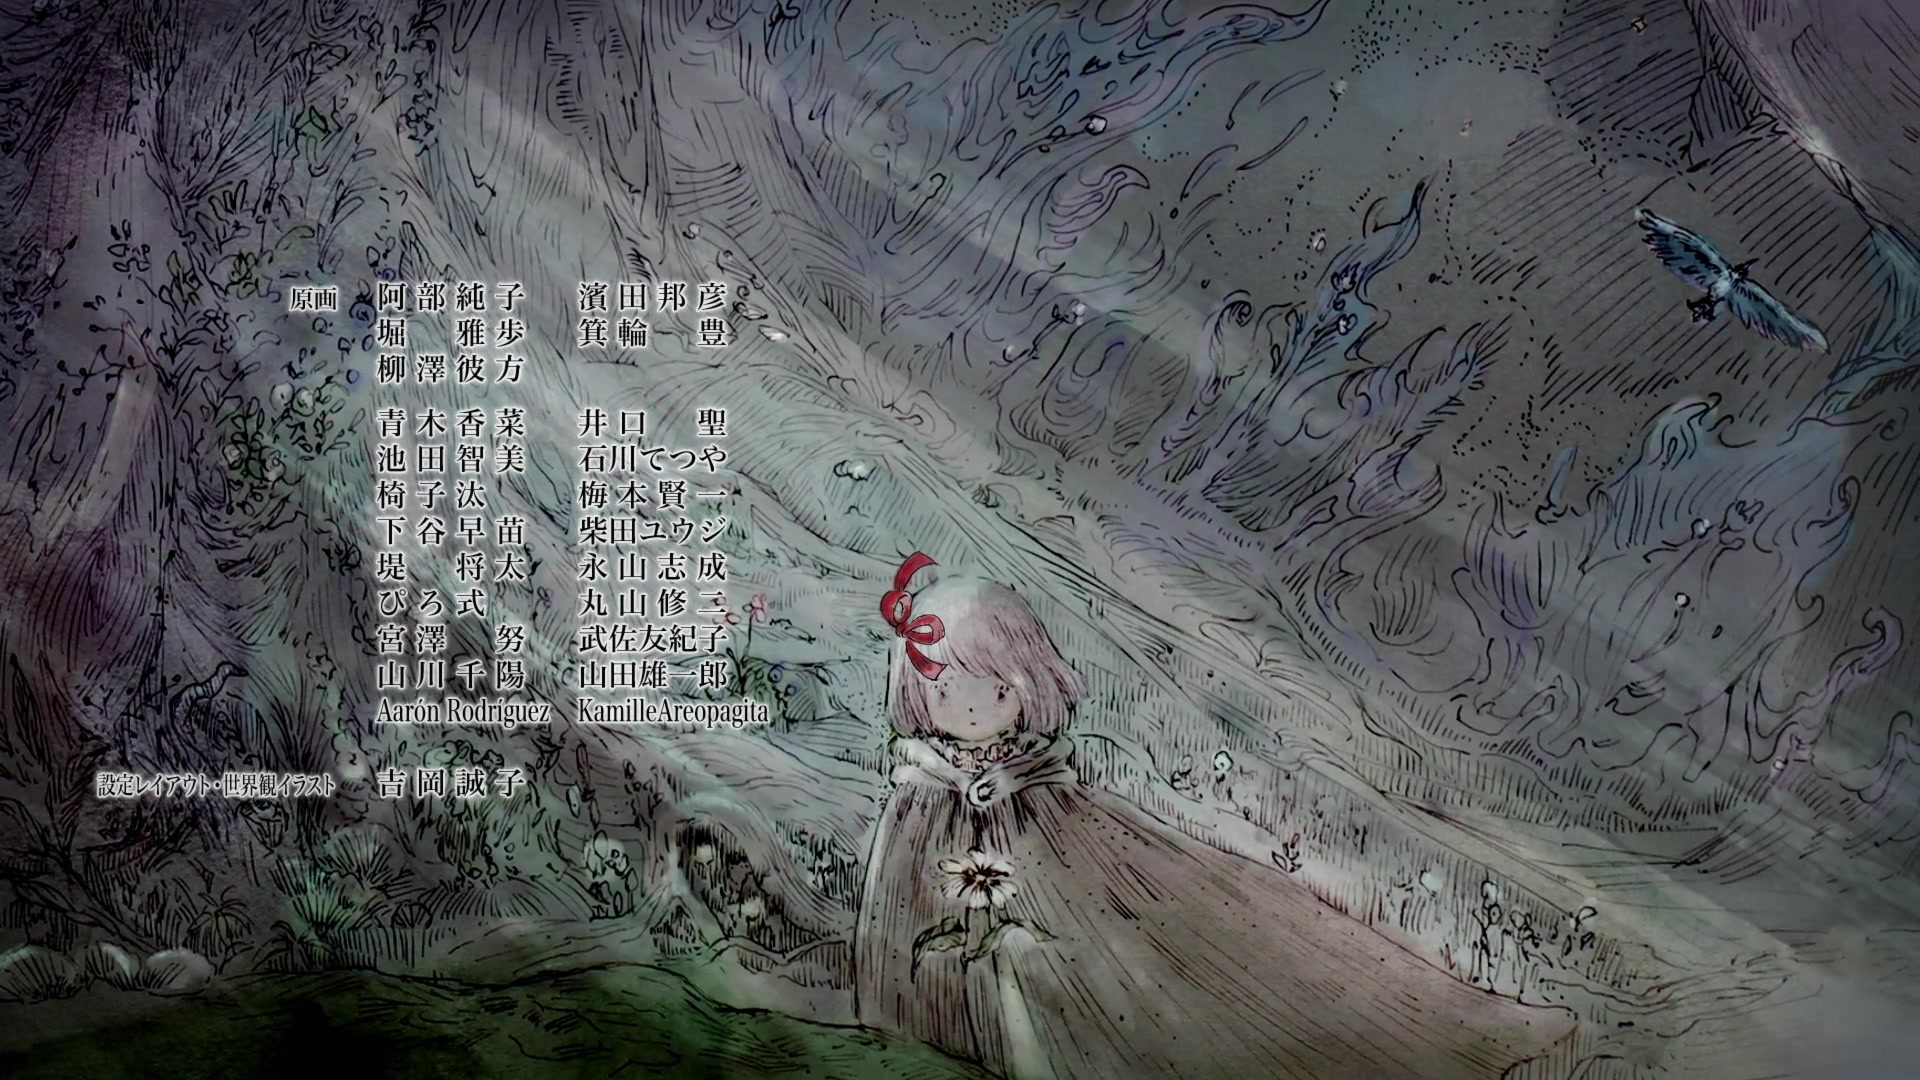 原画 阿部純子 濱田邦彦
堀 雅歩 箕輪 豊
柳澤彼方
青木香菜 井口 聖
池田智美 石川てつや
椅子汰 梅本賢一
下谷早苗 柴田ユウジ
堤 将太 永山志成
ぴろ式 丸山修二
宮澤 努 武佐友紀子
山川千陽 山田雄一郎
Aarón Rodríguez KamilleAreopagita
設定レイアウト・世界観イラスト 吉岡誠子